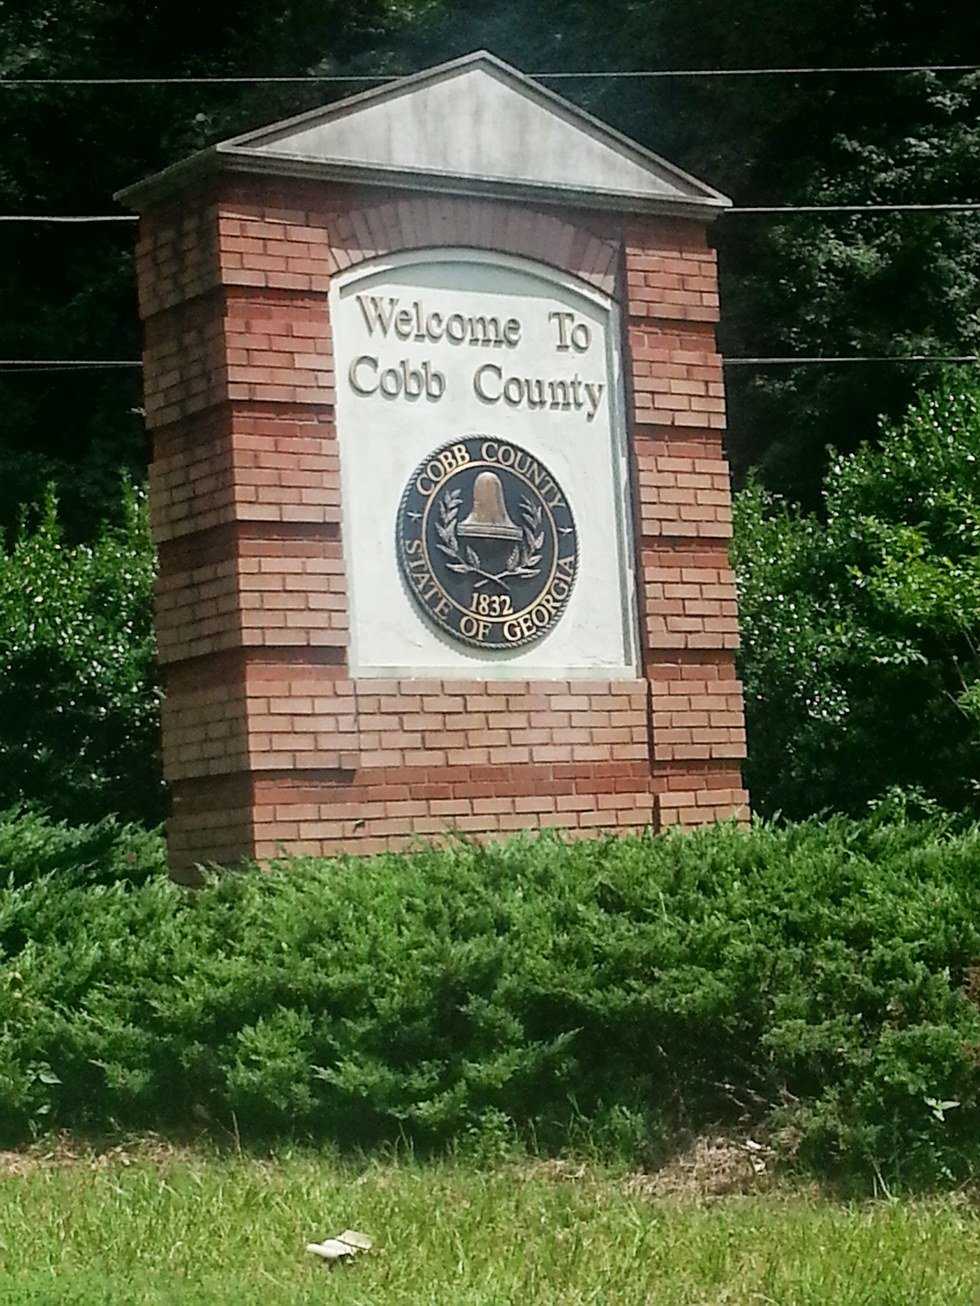 Welcome To
Cobb County
COBB COUNTY
STATE OF GEORGIA
1832